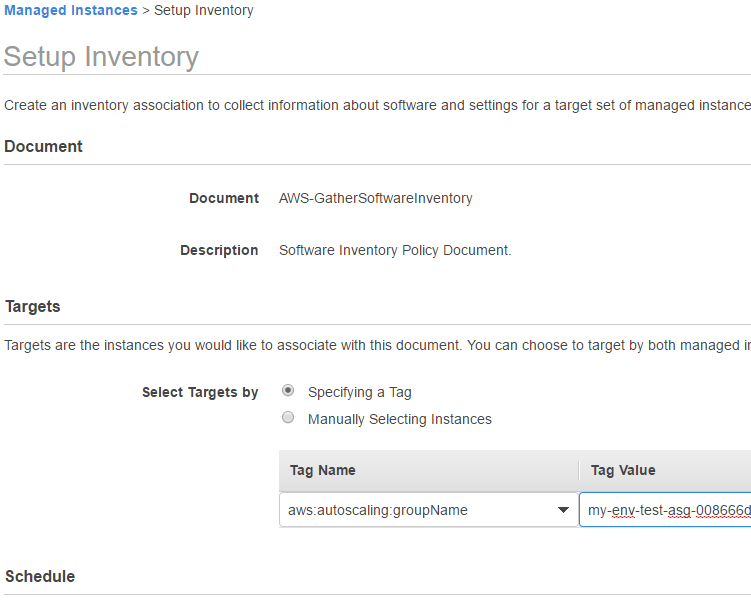 Managed Instances > Setup Inventory
Setup Inventory
Create an inventory association to collect information about software and settings for a target set of managed instance
Document
Document AWS-GatherSoftwareInventory
Description Software Inventory Policy Document.
Targets
Targets are the instances you would like to associate with this document. You can choose to target by both managed in
Select Targets by Specifying a Tag
Manually Selecting Instances
Tag Name Tag Value
aws:autoscaling:groupName my-env-test-asg-008666d
Schedule